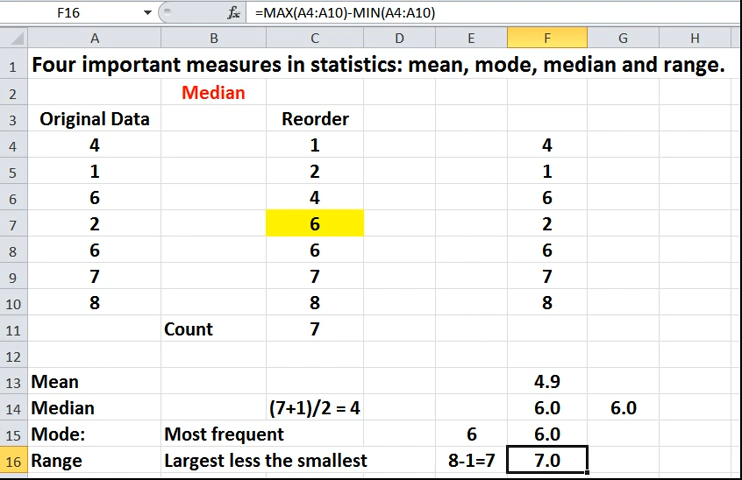 F16 fx =MAX(A4:A10)-MIN(A4:A10)
A B C D E F G H
1 Four important measures in statistics: mean, mode, median and range.
2 Median
3 Original Data Reorder
4 4 1 4
5 1 2 1
6 6 4 6
7 2 6 2
8 6 6 6
9 7 7 7
10 8 8 8
11 Count 7
12
13 Mean 4.9
14 Median (7+1)/2 = 4 6.0 6.0
15 Mode: Most frequent 6 6.0
16 Range Largest less the smallest 8-1=7 7.0